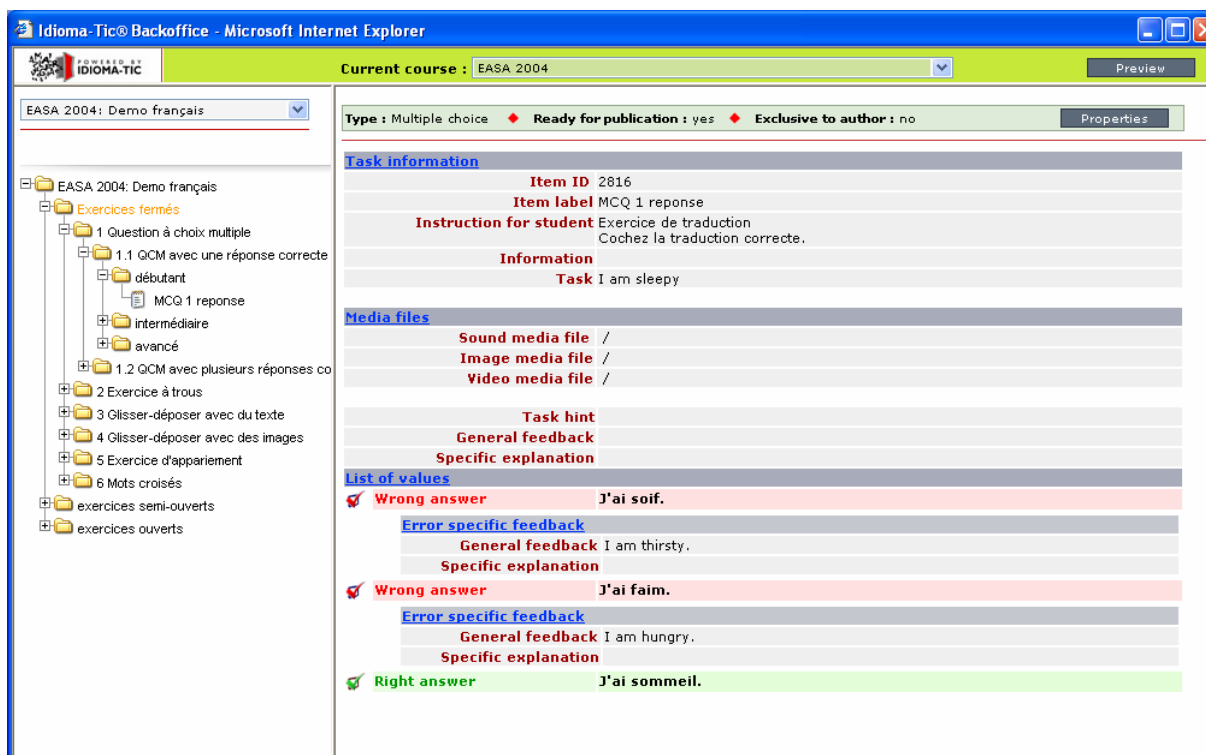 Idioma-Tic® Backoffice - Microsoft Internet Explorer
POWERED BY
IDIOMA-TIC
Current course : EASA 2004
Preview
EASA 2004: Demo français
EASA 2004: Demo français
Exercices fermés
1 Question à choix multiple
1.1 QCM avec une réponse correcte
débutant
MCQ 1 reponse
intermédiaire
avancé
1.2 QCM avec plusieurs réponses co
2 Exercice à trous
3 Glisser-déposer avec du texte
4 Glisser-déposer avec des images
5 Exercice d'appariement
6 Mots croisés
exercices semi-ouverts
exercices ouverts
Type : Multiple choice ♦ Ready for publication : yes ♦ Exclusive to author : no
Properties
Task information
Item ID 2816
Item label MCQ 1 reponse
Instruction for student Exercice de traduction
Cochez la traduction correcte.
Information
Task I am sleepy
Media files
Sound media file /
Image media file /
Video media file /
Task hint
General feedback
Specific explanation
List of values
Wrong answer J'ai soif.
Error specific feedback
General feedback I am thirsty.
Specific explanation
Wrong answer J'ai faim.
Error specific feedback
General feedback I am hungry.
Specific explanation
Right answer J'ai sommeil.